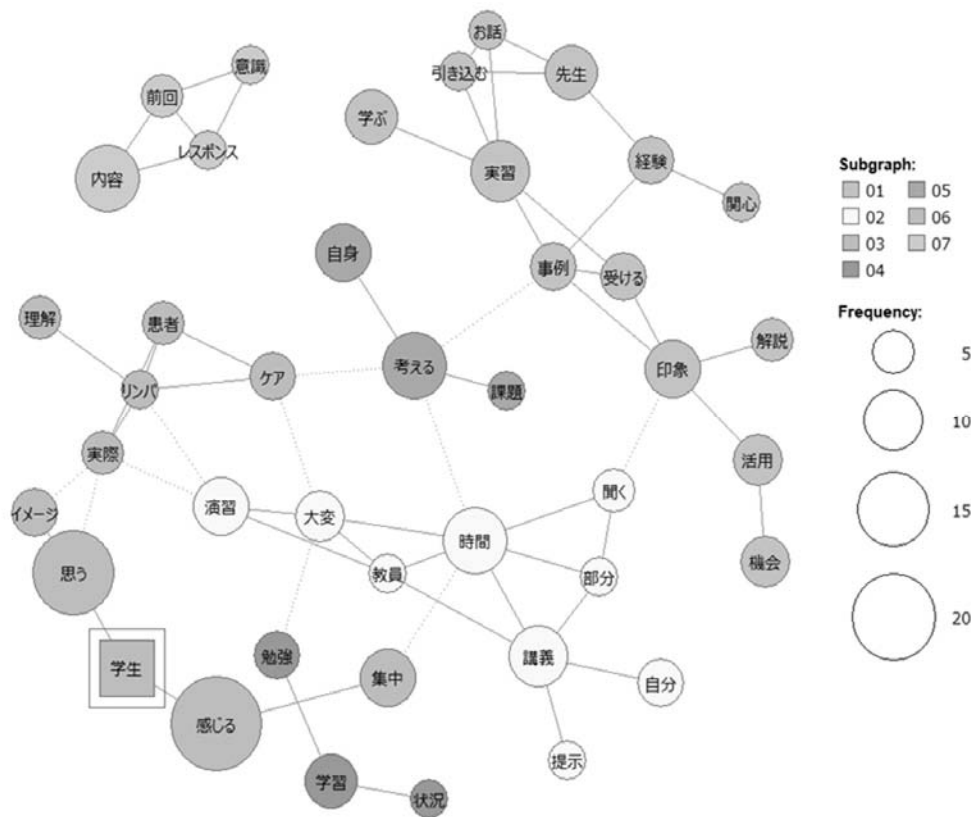 お話
引き込む
先生
意識
前回
学ぶ
レスポンス
内容
実習
経験
関心
自身
事例
受ける
理解
患者
考える
印象
解説
リンパ
ケア
課題
実際
活用
イメージ
演習
大変
聞く
時間
思う
教員
部分
機会
学生
勉強
集中
講義
自分
感じる
提示
学習
状況
Subgraph:
01 05
02 06
03 07
04
Frequency:
5
10
15
20